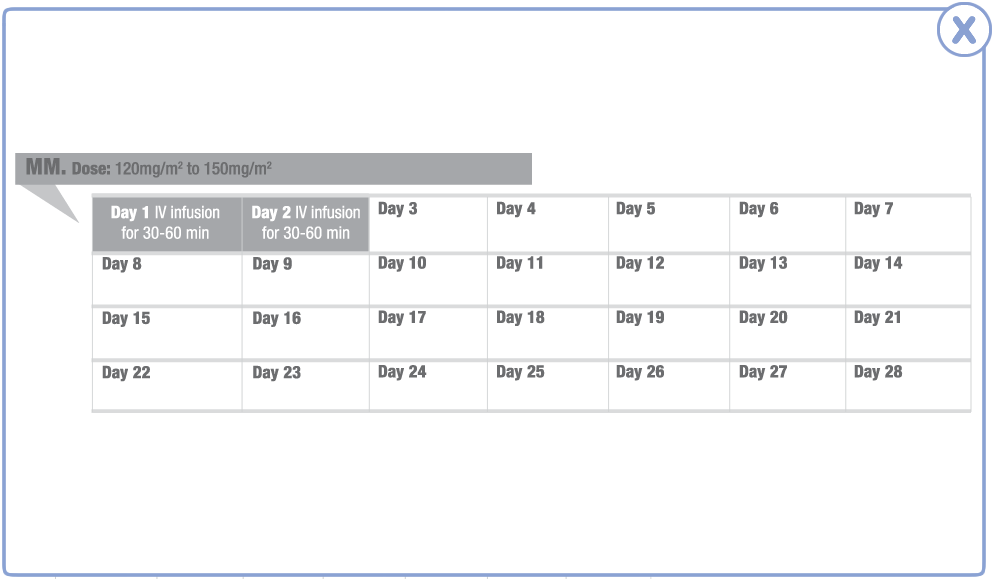 X
MM. Dose: 120mg/m² to 150mg/m²
Day 1 IV infusion
for 30-60 min
Day 2 IV infusion
for 30-60 min
Day 3
Day 4
Day 5
Day 6
Day 7
Day 8
Day 9
Day 10
Day 11
Day 12
Day 13
Day 14
Day 15
Day 16
Day 17
Day 18
Day 19
Day 20
Day 21
Day 22
Day 23
Day 24
Day 25
Day 26
Day 27
Day 28